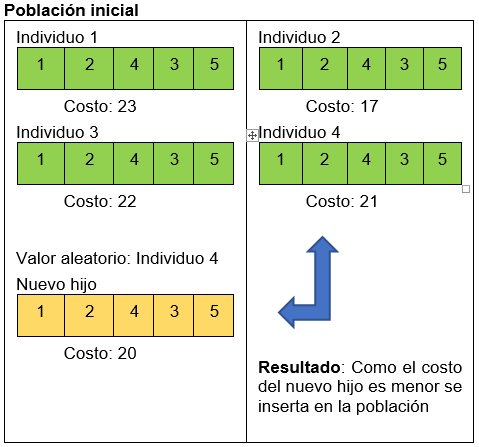 Población inicial
Individuo 1
1 2 4 3 5
Costo: 23
Individuo 2
1 2 4 3 5
Costo: 17
Individuo 3
1 2 4 3 5
Costo: 22
Individuo 4
1 2 4 3 5
Costo: 21
Valor aleatorio: Individuo 4
Nuevo hijo
1 2 4 3 5
Costo: 20
Resultado: Como el costo
del nuevo hijo es menor se
inserta en la población